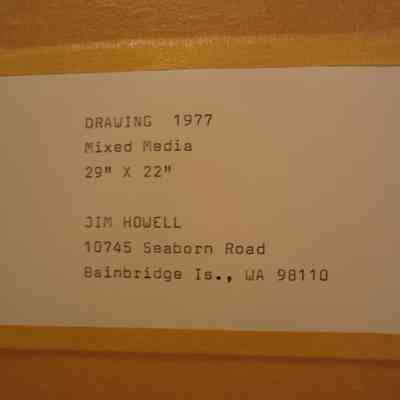 DRAWING  1977
Mixed Media
29" X 22"
JIM HOWELL
10745 Seaborn Road
Bainbridge Is., WA 98110